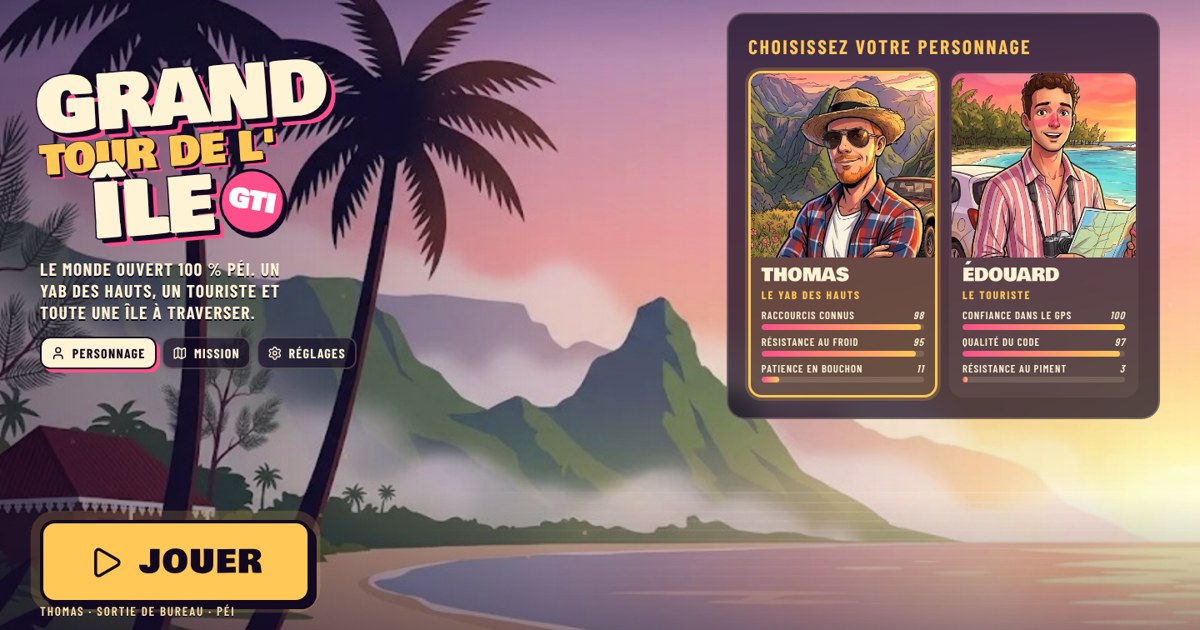 GRAND
TOUR DE L'
ÎLE GTI
LE MONDE OUVERT 100 % PÉI. UN
YAB DES HAUTS, UN TOURISTE ET
TOUTE UNE ÎLE À TRAVERSER.
PERSONNAGE MISSION RÉGLAGES
JOUER
THOMAS · SORTIE DE BUREAU · PÉI
CHOISISSEZ VOTRE PERSONNAGE
THOMAS
LE YAB DES HAUTS
RACCOURCIS CONNUS 98
RÉSISTANCE AU FROID 95
PATIENCE EN BOUCHON 11
ÉDOUARD
LE TOURISTE
CONFIANCE DANS LE GPS 100
QUALITÉ DU CODE 97
RÉSISTANCE AU PIMENT 3